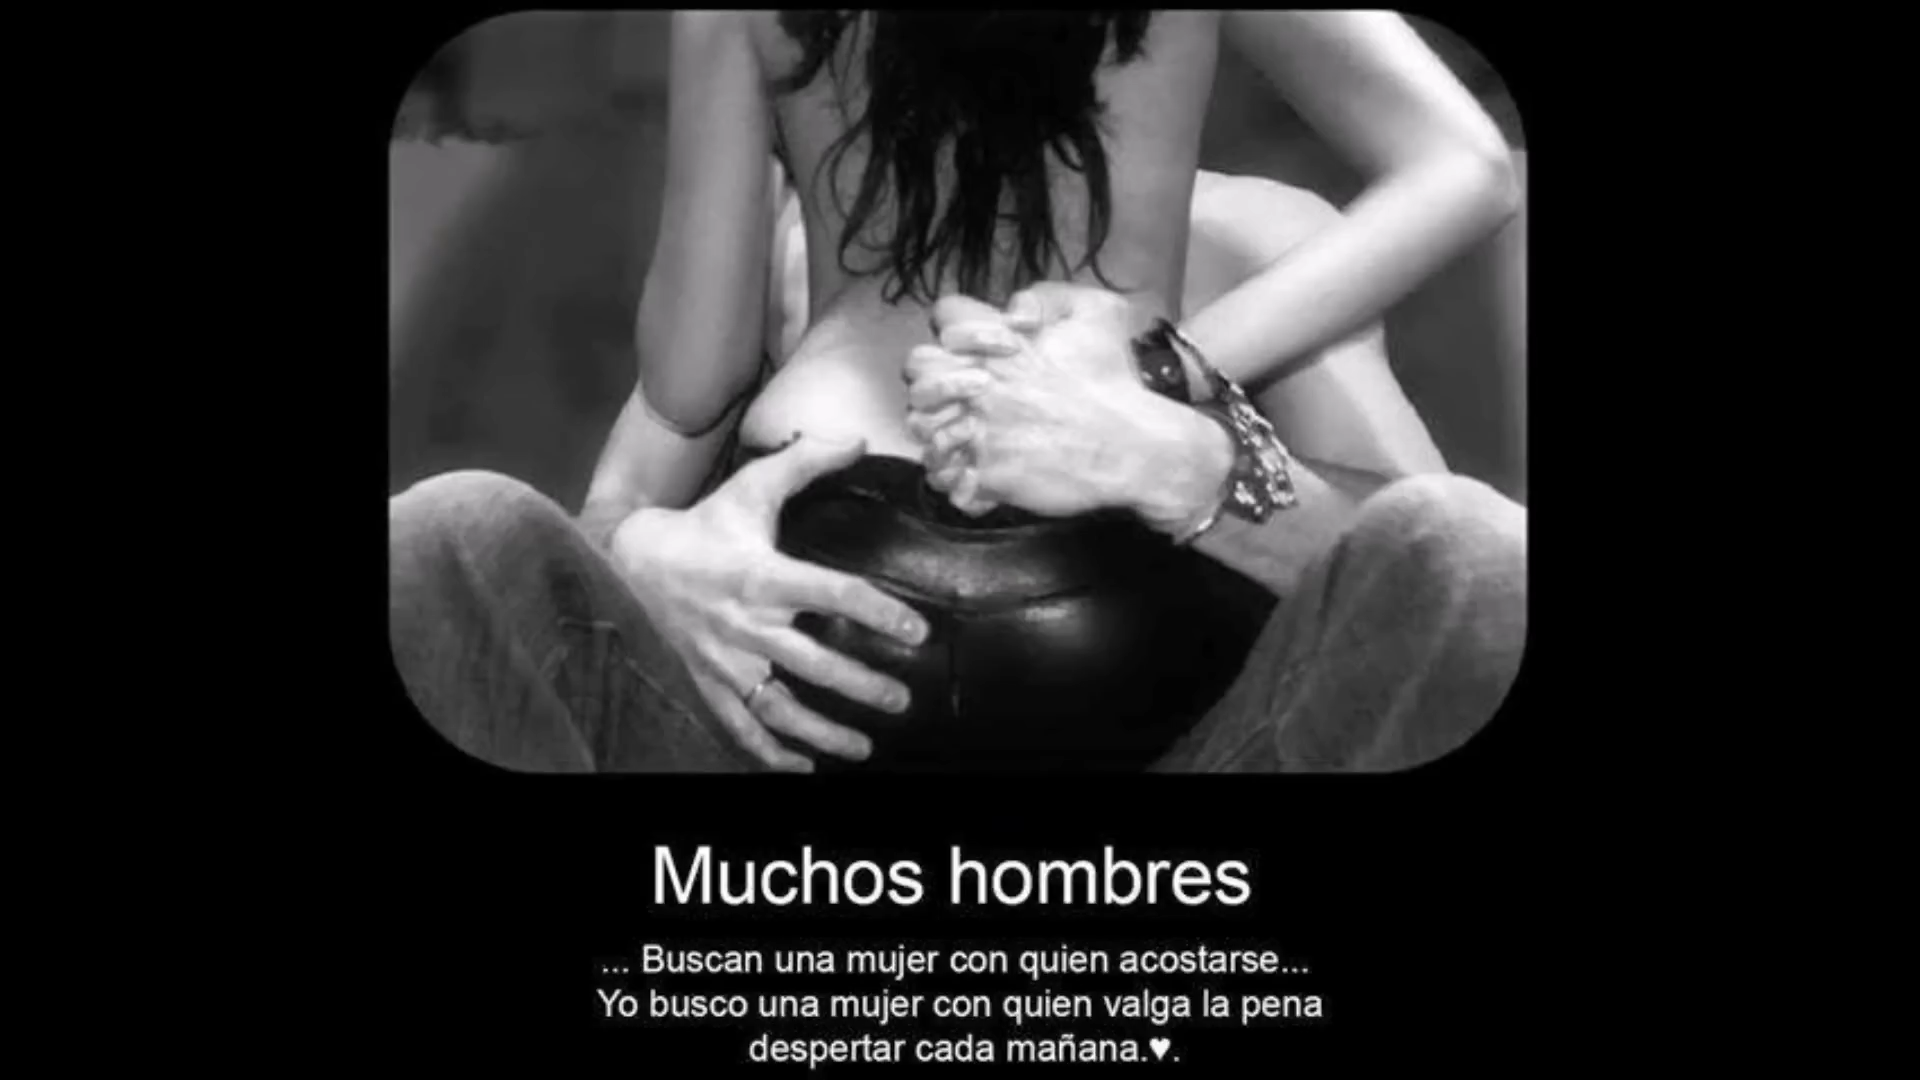 Muchos hombres
... Buscan una mujer con quien acostarse...
Yo busco una mujer con quien valga la pena
despertar cada mañana.♥.